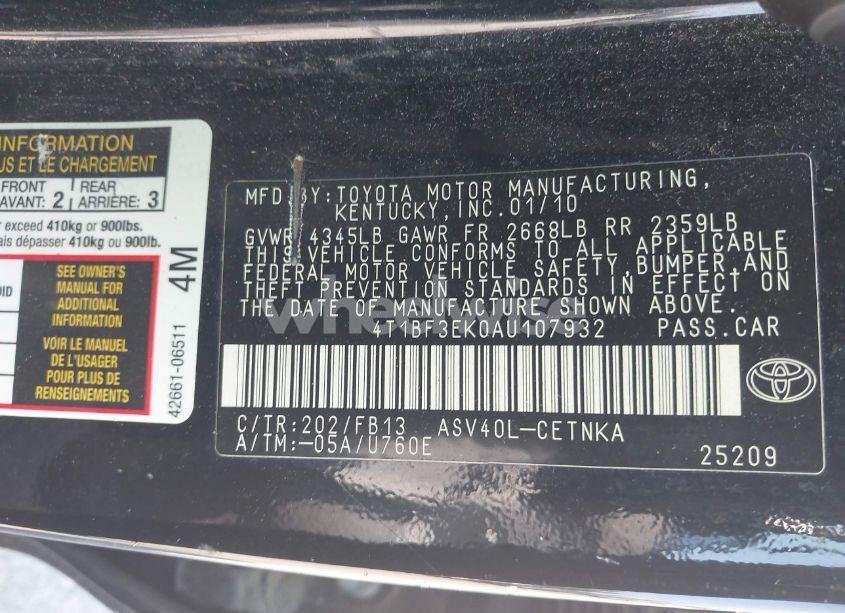 INFORMATION
US ET LE CHARGEMENT
FRONT
AVANT: 2
REAR
ARRIÈRE: 3
r exceed 410kg or 900lbs.
ais dépasser 410kg ou 900lb.
OID
SEE OWNER'S
MANUAL FOR
ADDITIONAL
INFORMATION
VOIR LE MANUEL
DE L'USAGER
POUR PLUS DE
RENSEIGNEMENTS
4M
42661-06511
MFD BY: TOYOTA MOTOR MANUFACTURING,
KENTUCKY, INC. 01/10
GVWR 4345LB GAWR FR 2668LB RR 2359LB
THIS VEHICLE CONFORMS TO ALL APPLICABLE
FEDERAL MOTOR VEHICLE SAFETY, BUMPER, AND
THEFT PREVENTION STANDARDS IN EFFECT ON
THE DATE OF MANUFACTURE SHOWN ABOVE.
4T1BF3EK0AU107932 PASS.CAR
C/TR: 202/FB13 ASV40L-CETNKA
A/TM: -05A/U760E
25209
wheelwise